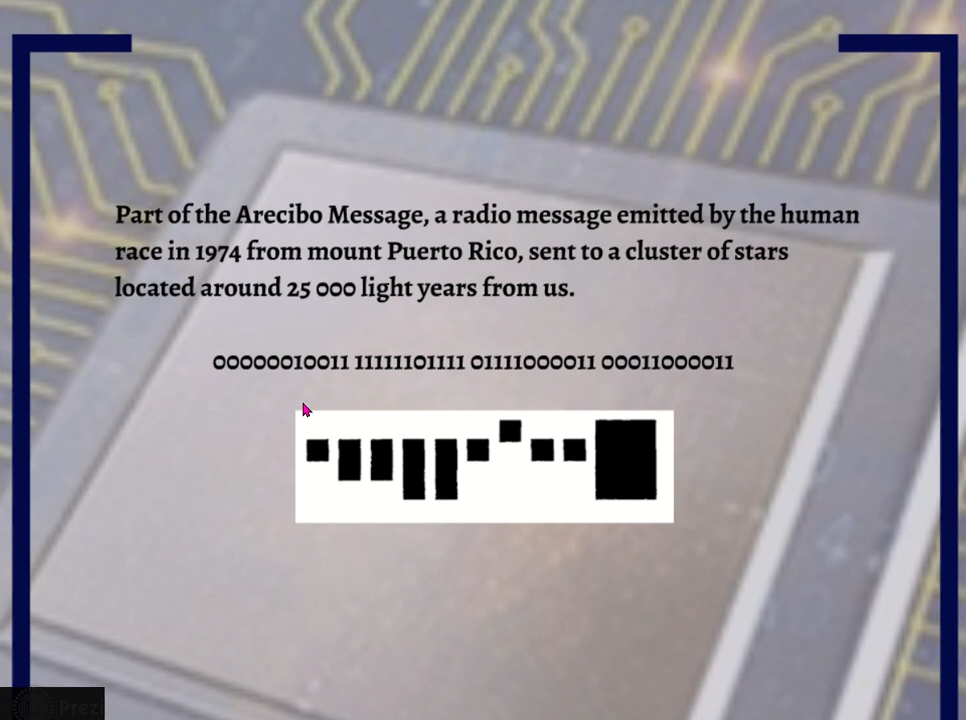 Part of the Arecibo Message, a radio message emitted by the human
race in 1974 from mount Puerto Rico, sent to a cluster of stars
located around 25 000 light years from us.
00000010011 11111101111 01111000011 00011000011
Prezi